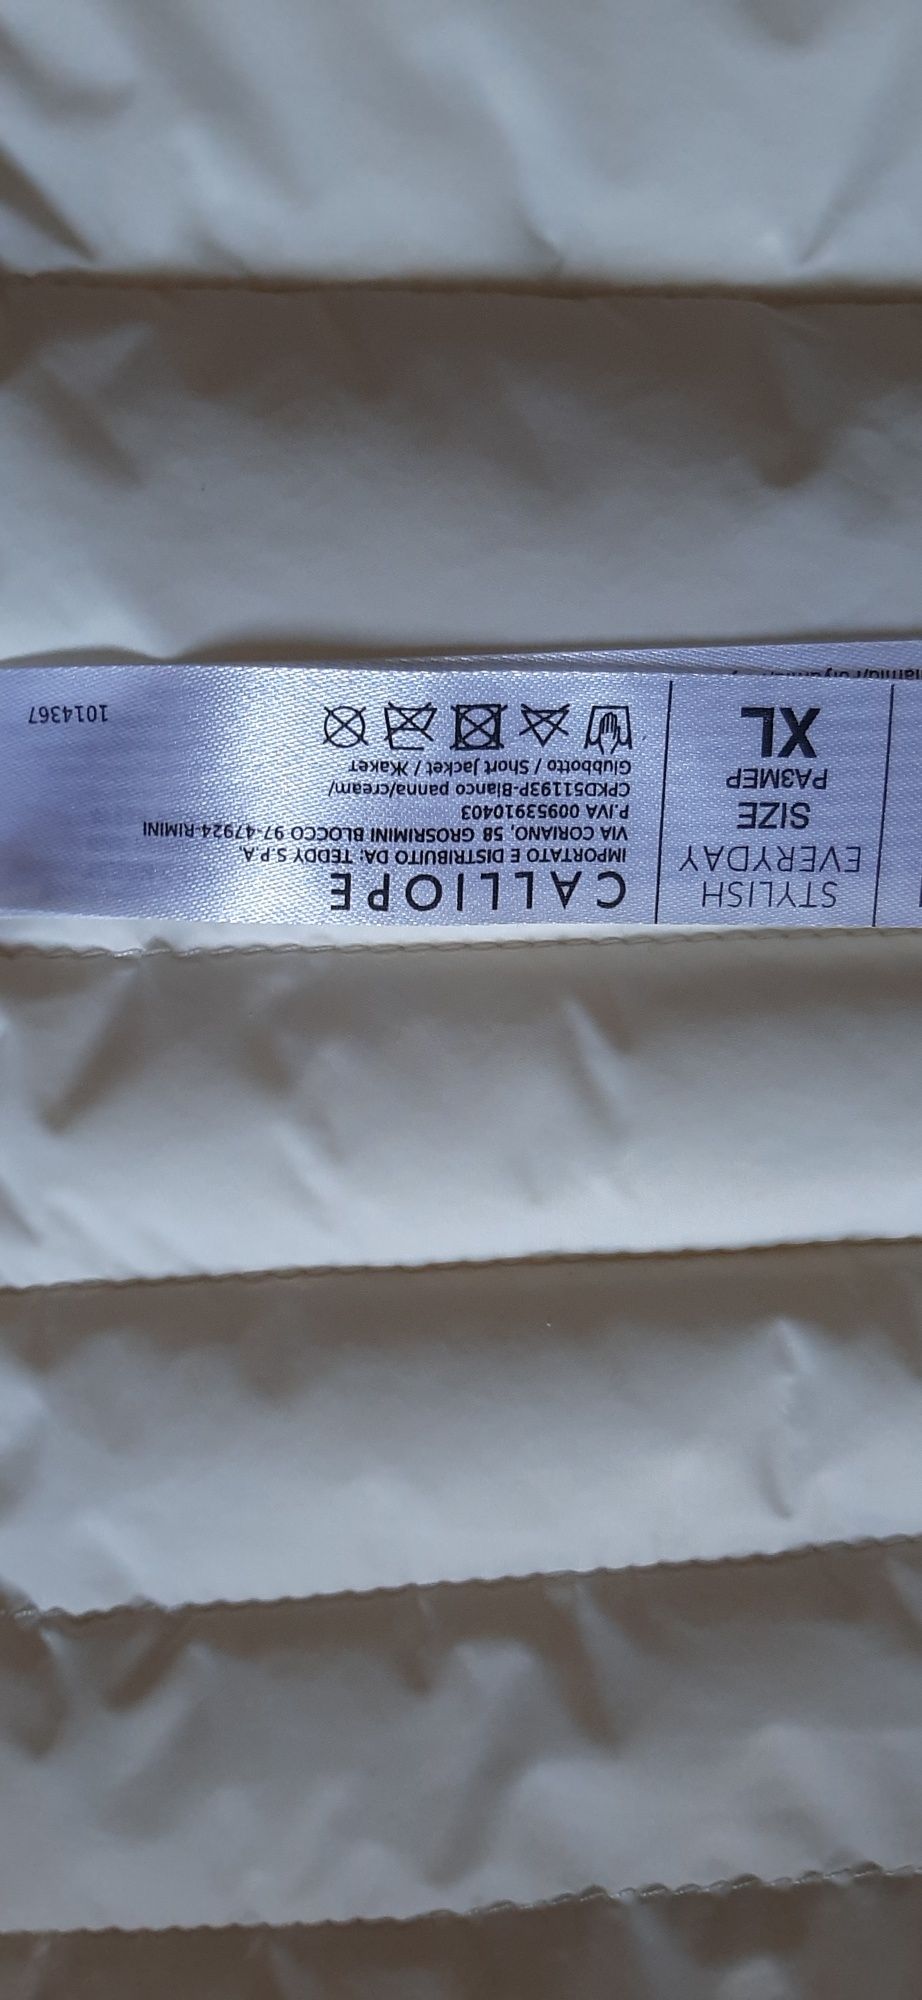 STYLISH
EVERYDAY
SIZE
РАЗМЕР
XL
CALLIOPE
IMPORTATO E DISTRIBUITO DA: TEDDY S.P.A.
VIA CORIANO, 58 GROSRIMINI BLOCCO 97-47924-RIMINI
P.IVA 00953910403
CPKD51193P-Bianco panna/cream/
Giubbotto / Short jacket / Жакет
1014367